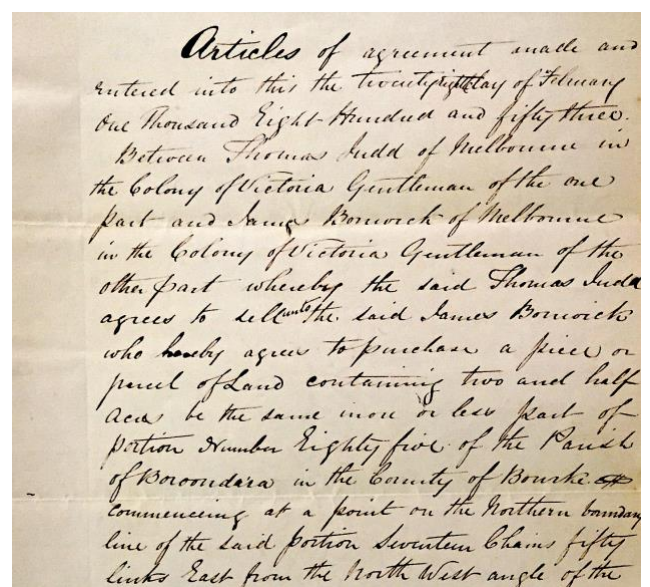 Articles of agreement made and
entered into this the twenty eighth day of February
One Thousand Eight-Hundred and fifty three.
Between Thomas Judd of Melbourne in
the Colony of Victoria Gentleman of the one
part and James Bonwick of Melbourne
in the Colony of Victoria Gentleman of the
other part whereby the said Thomas Judd
agrees to sell unto the said James Bonwick
who hereby agrees to purchase a piece or
parcel of Land containing two and half
Acres be the same more or less part of
portion Number Eighty five of the Parish
of Boroondara in the County of Bourke
commencing at a point on the Northern boundary
line of the said portion Seventeen Chains fifty
links East from the North West angle of the